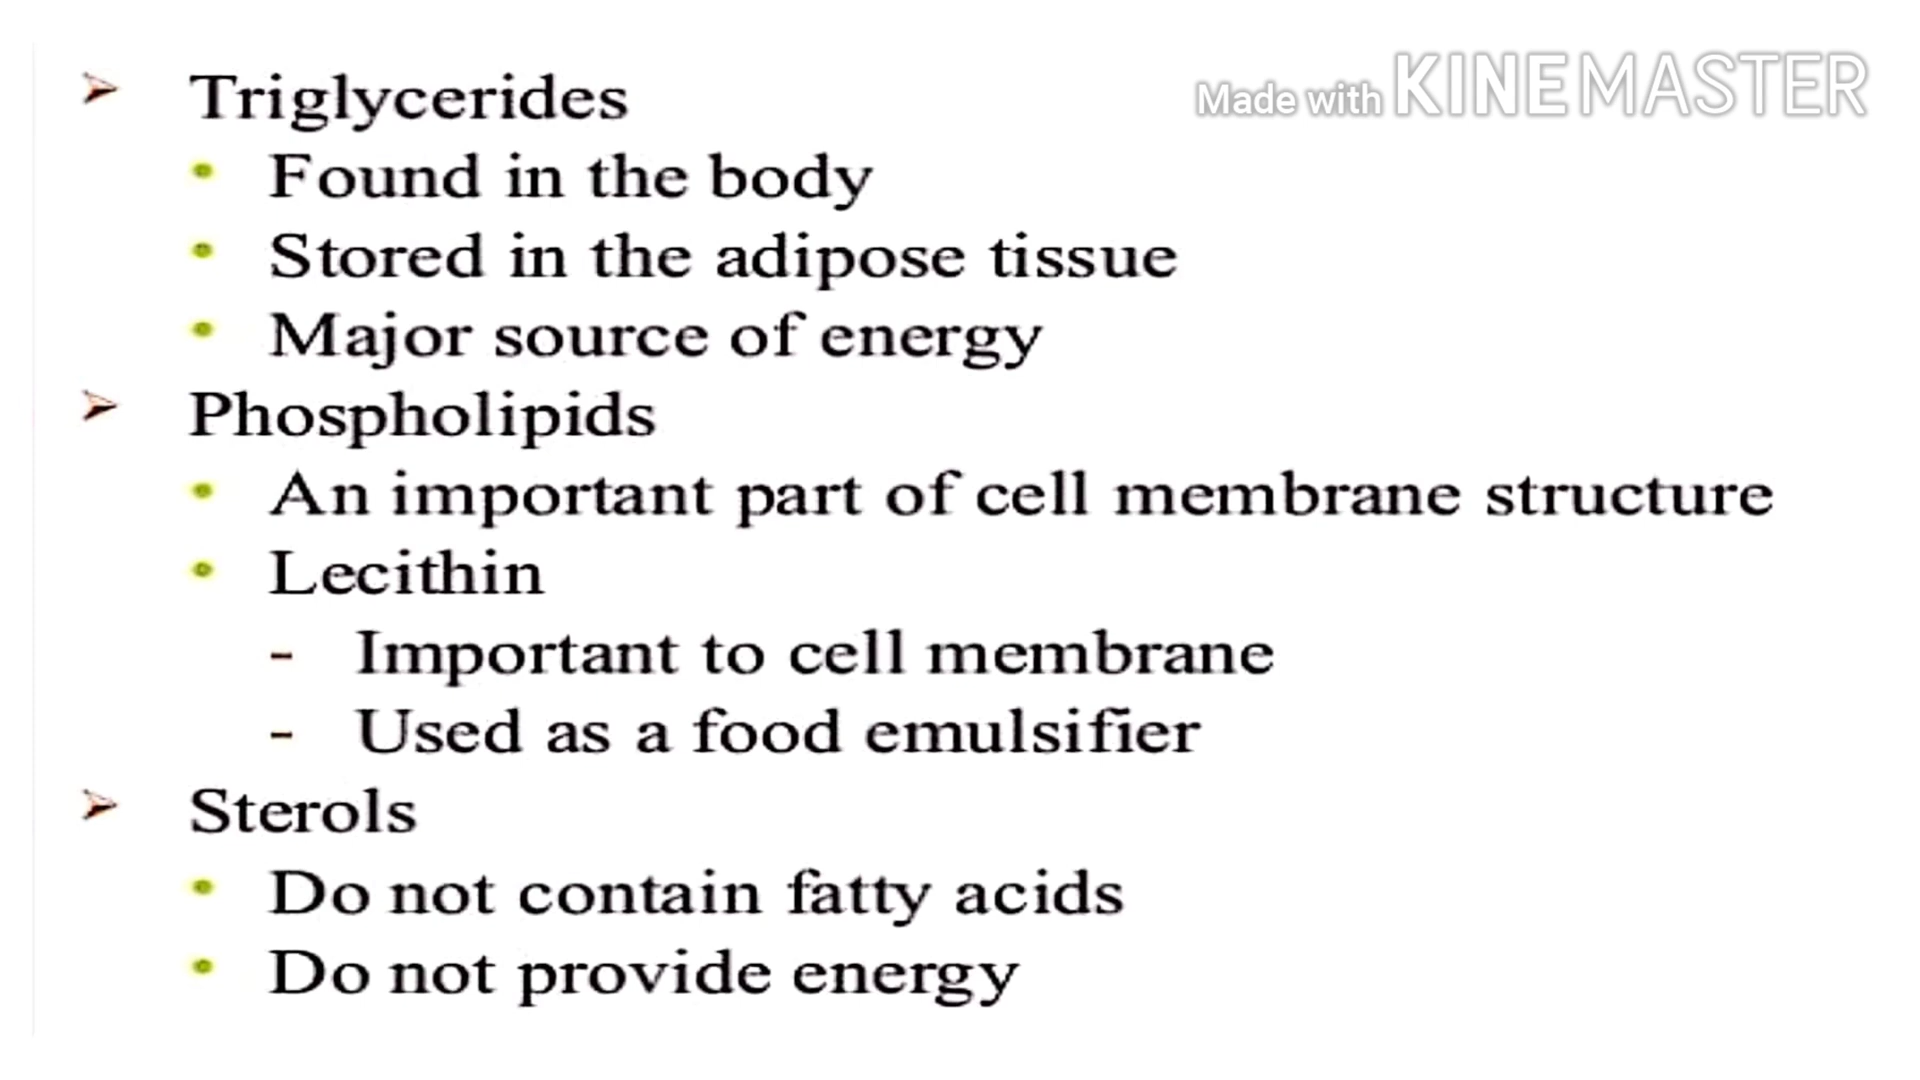 ➢ Triglycerides
Made with KINEMASTER
• Found in the body
• Stored in the adipose tissue
• Major source of energy
➢ Phospholipids
• An important part of cell membrane structure
• Lecithin
- Important to cell membrane
- Used as a food emulsifier
➢ Sterols
• Do not contain fatty acids
• Do not provide energy